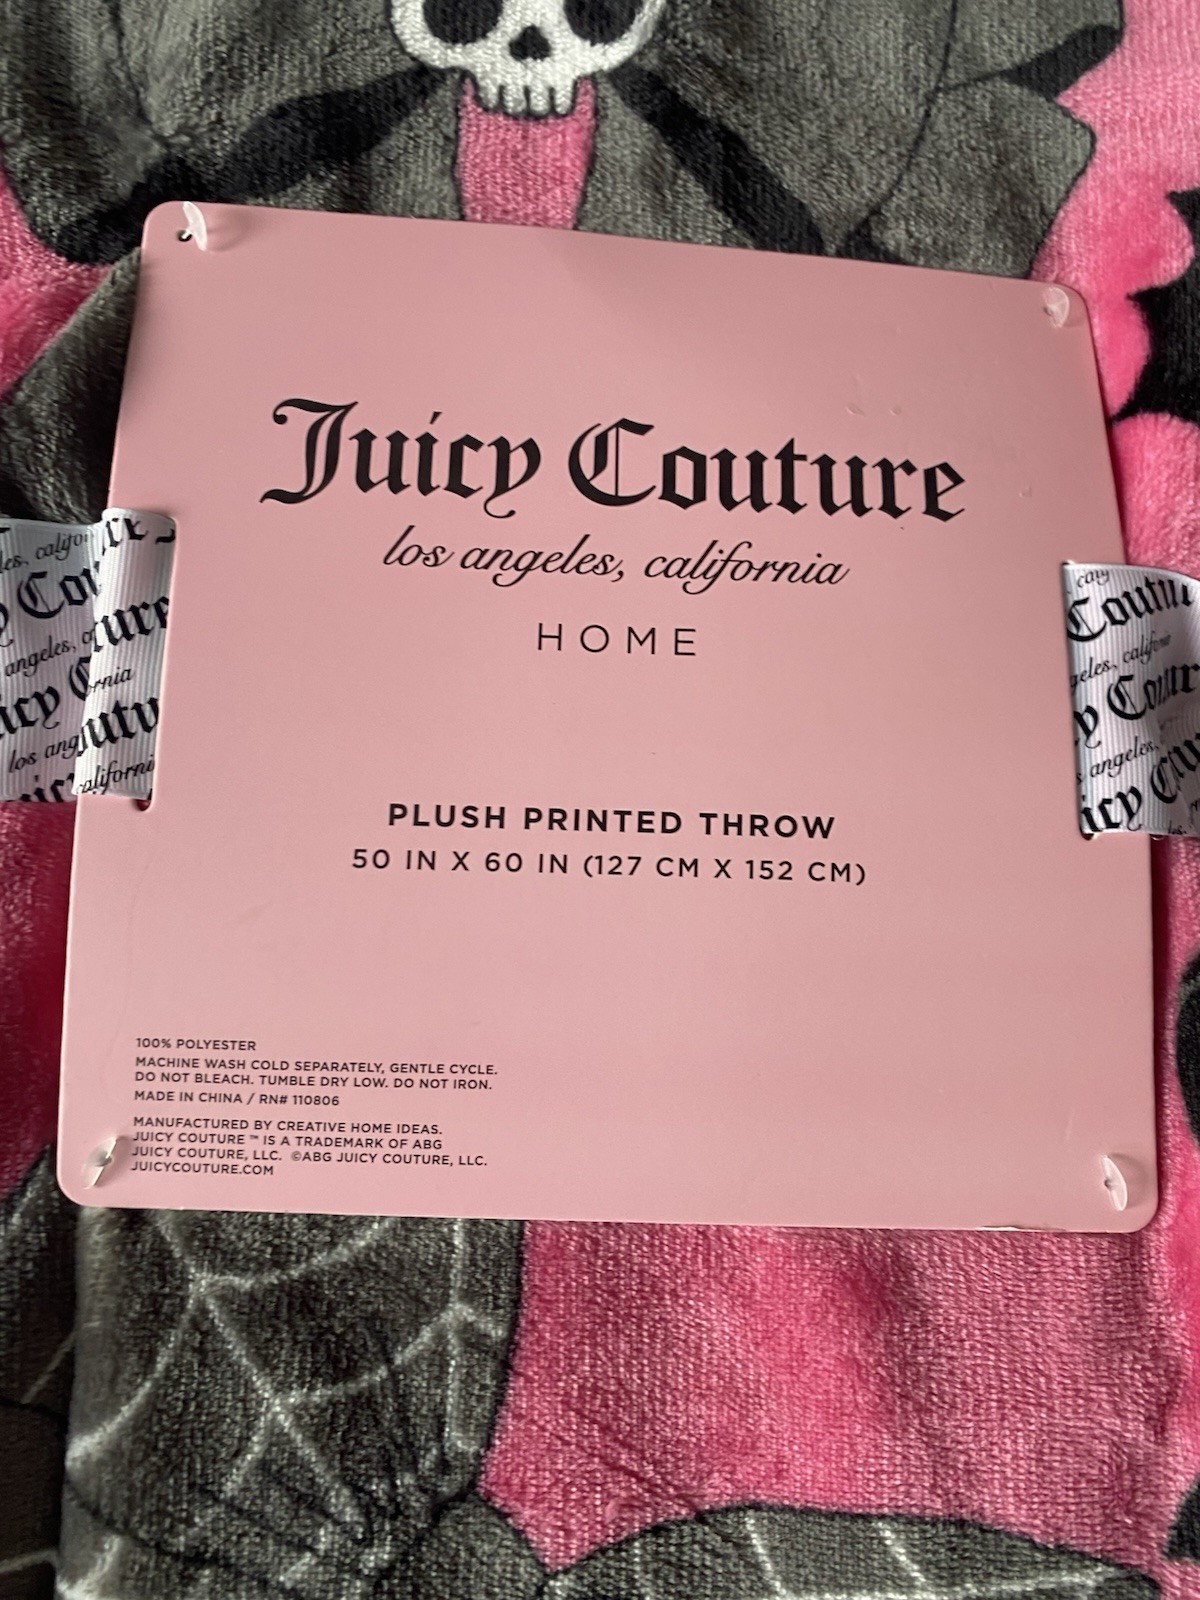 Juicy Couture
los angeles, california
HOME
PLUSH PRINTED THROW
50 IN X 60 IN (127 CM X 152 CM)
100% POLYESTER
MACHINE WASH COLD SEPARATELY, GENTLE CYCLE.
DO NOT BLEACH. TUMBLE DRY LOW. DO NOT IRON.
MADE IN CHINA / RN# 110806
MANUFACTURED BY CREATIVE HOME IDEAS.
JUICY COUTURE ™ IS A TRADEMARK OF ABG
JUICY COUTURE, LLC. ©ABG JUICY COUTURE, LLC.
JUICYCOUTURE.COM